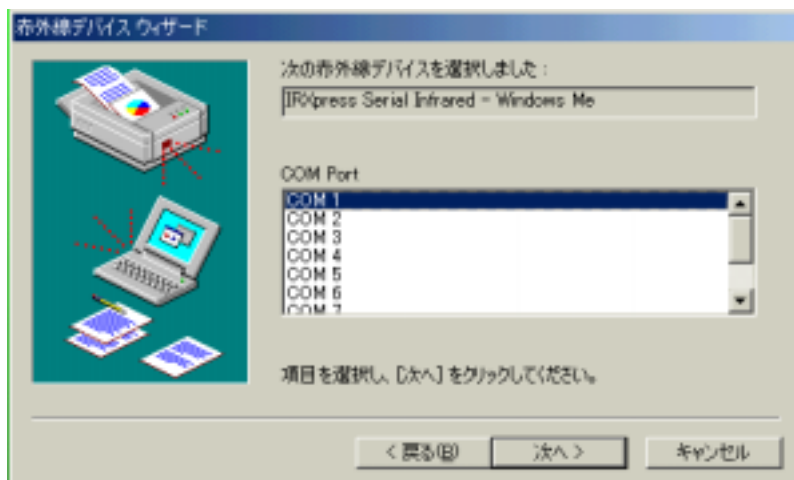 赤外線デバイス ウィザード
次の赤外線デバイスを選択しました:
IRXpress Serial Infrared - Windows Me
COM Port
COM 1
COM 2
COM 3
COM 4
COM 5
COM 6
COM 7
項目を選択し、[次へ] をクリックしてください。
< 戻る(B) 次へ > キャンセル